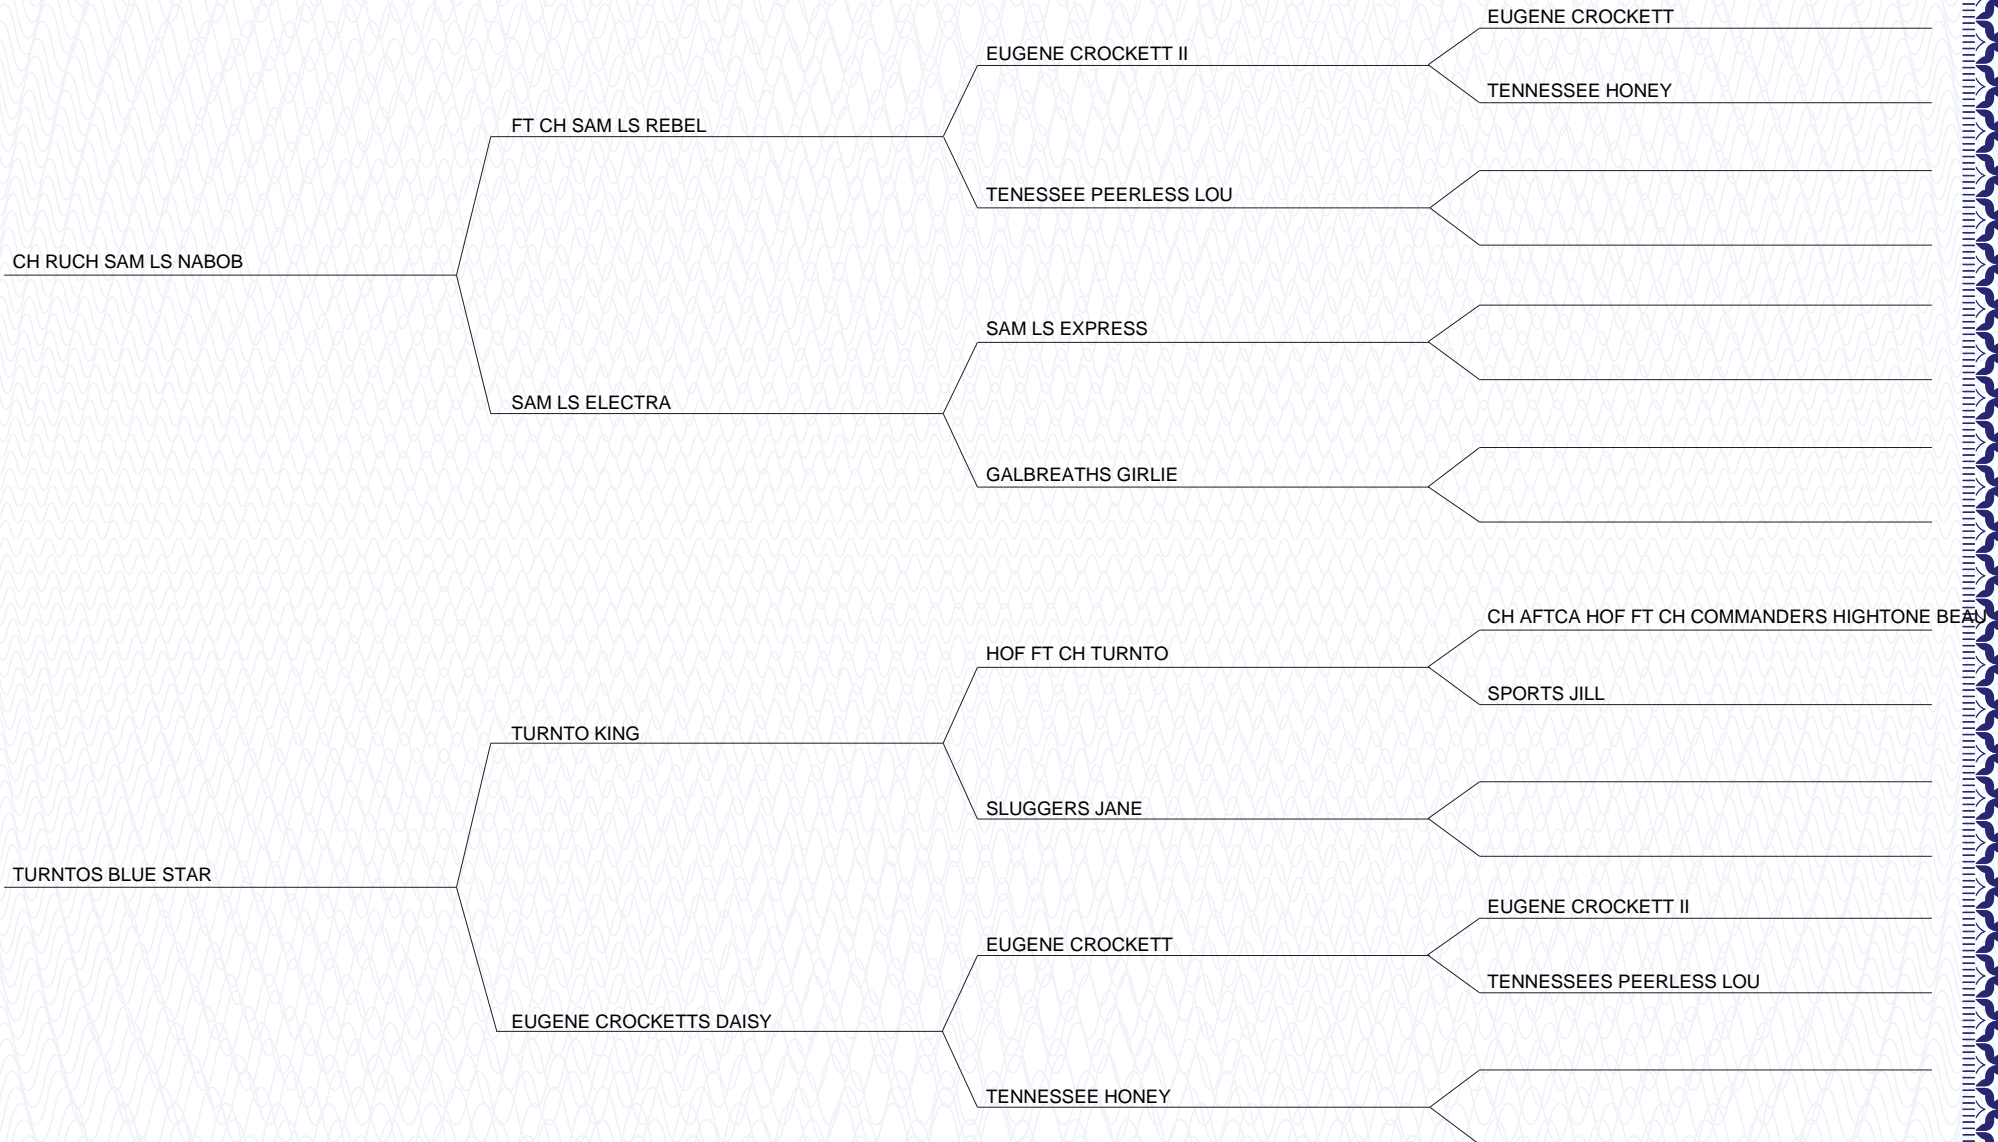 EUGENE CROCKETT
EUGENE CROCKETT II
TENNESSEE HONEY
FT CH SAM LS REBEL
TENESSEE PEERLESS LOU
CH RUCH SAM LS NABOB
SAM LS EXPRESS
SAM LS ELECTRA
GALBREATHS GIRLIE
CH AFTCA HOF FT CH COMMANDERS HIGHTONE BEAU
HOF FT CH TURNTO
SPORTS JILL
TURNTO KING
SLUGGERS JANE
TURNTOS BLUE STAR
EUGENE CROCKETT II
EUGENE CROCKETT
TENNESSEES PEERLESS LOU
EUGENE CROCKETTS DAISY
TENNESSEE HONEY